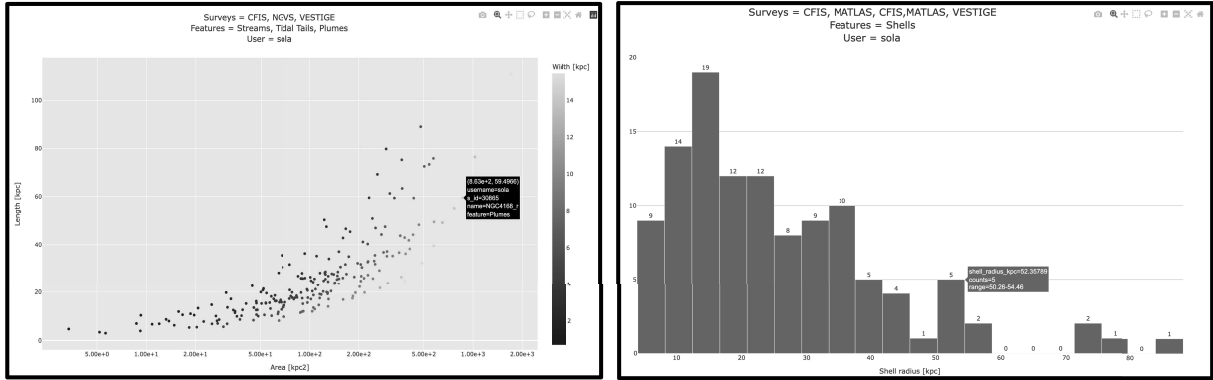 Surveys = CFIS, NGVS, VESTIGE
Features = Streams, Tidal Tails, Plumes
User = sola
Width [kpc]
100
80
60
40
20
0
Length [kpc]
14
12
10
8
6
4
2
(8.63e+2, 59.4966)
username=sola
s_id=30865
name=NGC4168_r
feature=Plumes
5.00e+0
1.00e+1
2.00e+1
5.00e+1
1.00e+2
2.00e+2
5.00e+2
1.00e+3
2.00e+3
Area [kpc2]
Surveys = CFIS, MATLAS, CFIS,MATLAS, VESTIGE
Features = Shells
User = sola
20
15
10
5
0
9
14
19
12
12
8
9
10
5
4
1
5
2
0
0
0
2
1
0
1
shell_radius_kpc=52.35789
counts=5
range=50.26-54.46
10
20
30
40
50
60
70
80
Shell radius [kpc]